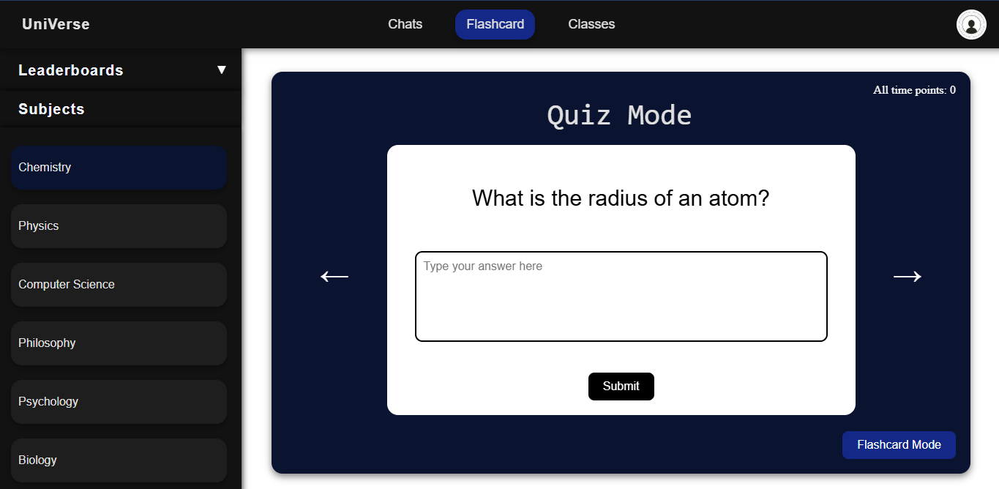 UniVerse
Chats
Flashcard
Classes
Leaderboards ▼
Subjects
Chemistry
Physics
Computer Science
Philosophy
Psychology
Biology
All time points: 0
Quiz Mode
What is the radius of an atom?
Type your answer here
Submit
Flashcard Mode